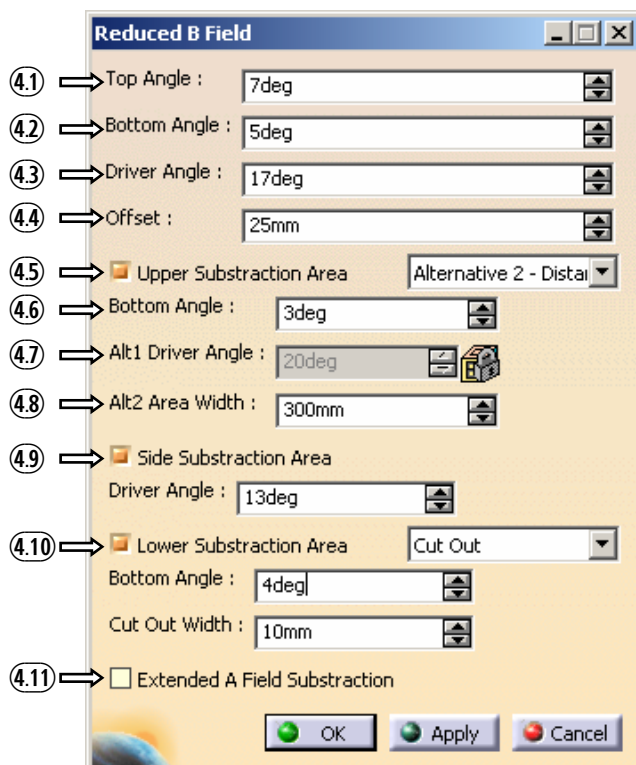 Reduced B Field
4.1 Top Angle : 7deg
4.2 Bottom Angle : 5deg
4.3 Driver Angle : 17deg
4.4 Offset : 25mm
4.5 Upper Substraction Area Alternative 2 - Distai
4.6 Bottom Angle : 3deg
4.7 Alt1 Driver Angle : 20deg
4.8 Alt2 Area Width : 300mm
4.9 Side Substraction Area
Driver Angle : 13deg
4.10 Lower Substraction Area Cut Out
Bottom Angle : 4deg
Cut Out Width : 10mm
4.11 Extended A Field Substraction
OK Apply Cancel